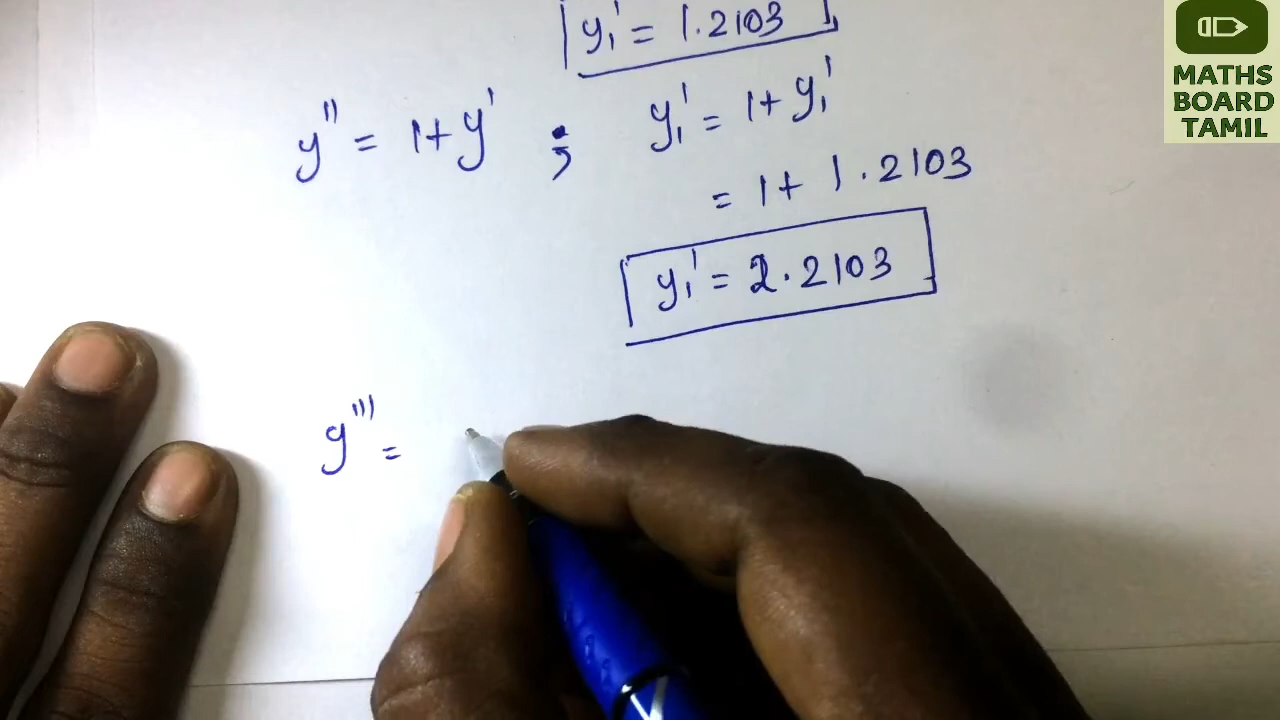 y₁' = 1.2103
y'' = 1+y' ; y₁' = 1+ y₁'
= 1+ 1.2103
y₁' = 2.2103
y''' =
MATHS
BOARD
TAMIL